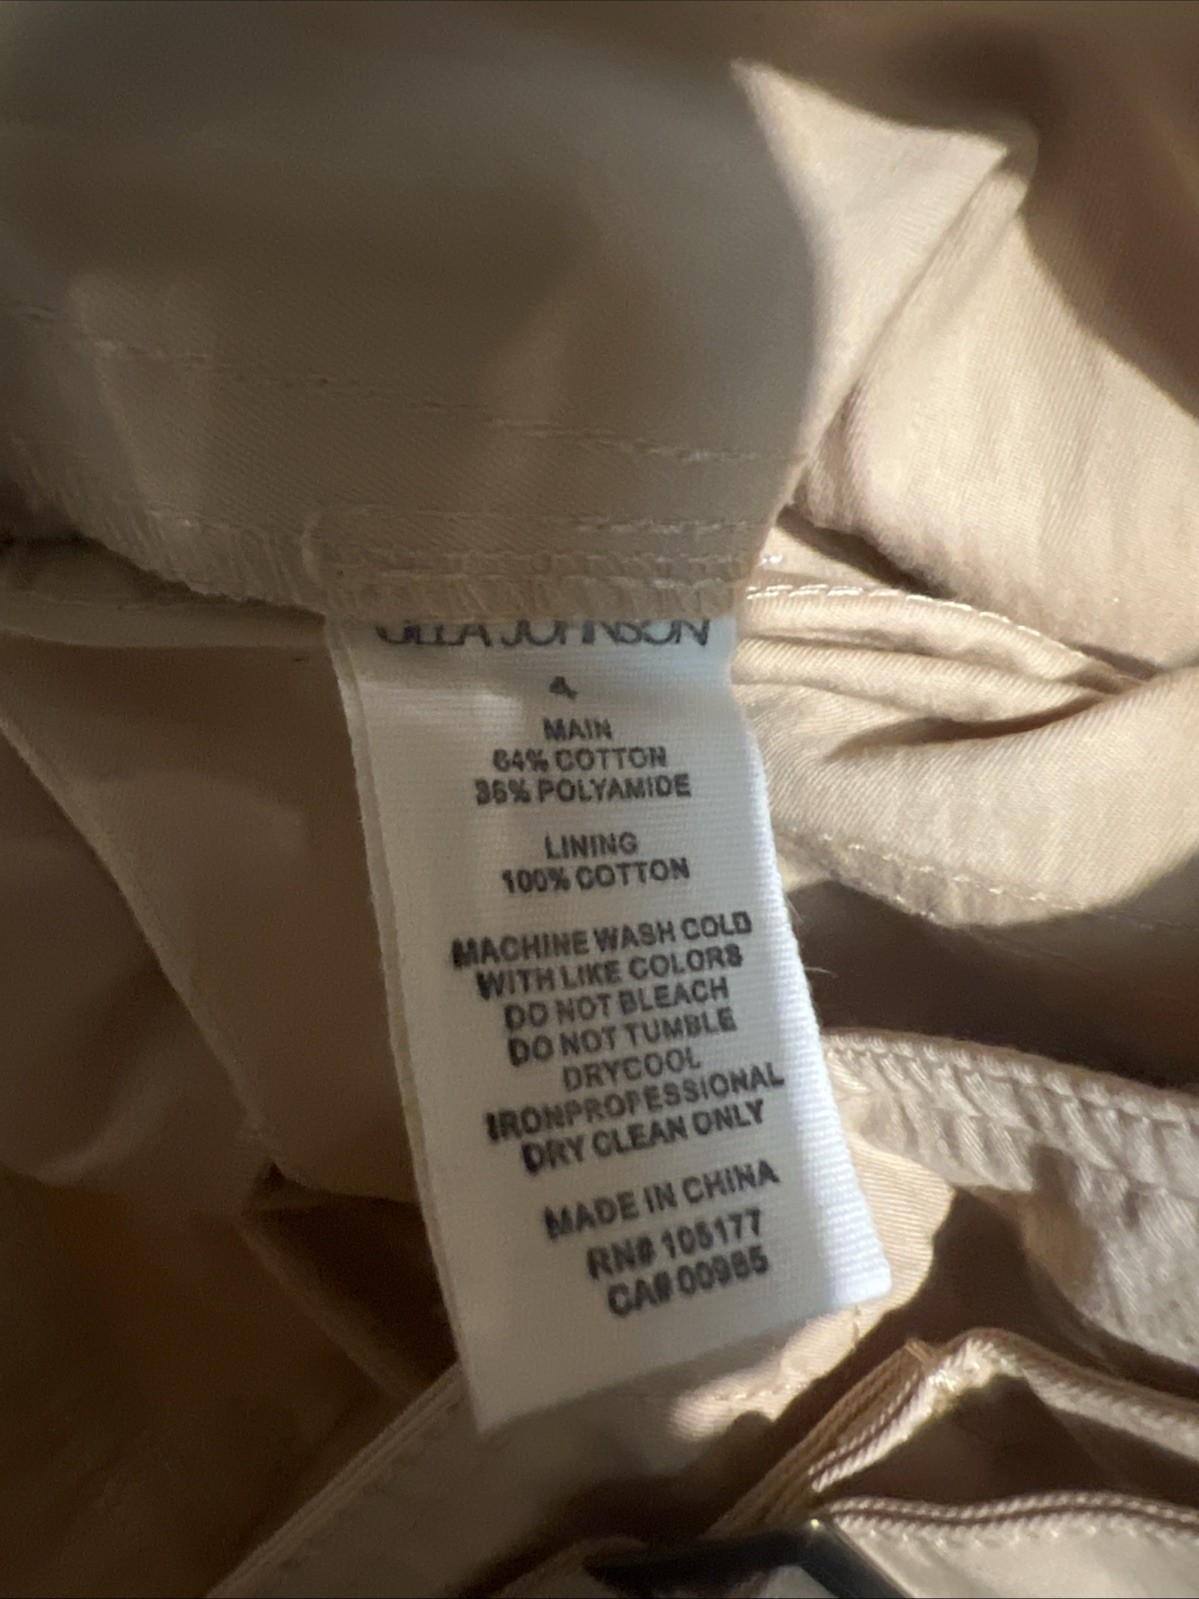 ULLA JOHNSON
4
MAIN
64% COTTON
36% POLYAMIDE
LINING
100% COTTON
MACHINE WASH COLD
WITH LIKE COLORS
DO NOT BLEACH
DO NOT TUMBLE
DRYCOOL
IRONPROFESSIONAL
DRY CLEAN ONLY
MADE IN CHINA
RN# 105177
CA# 00985